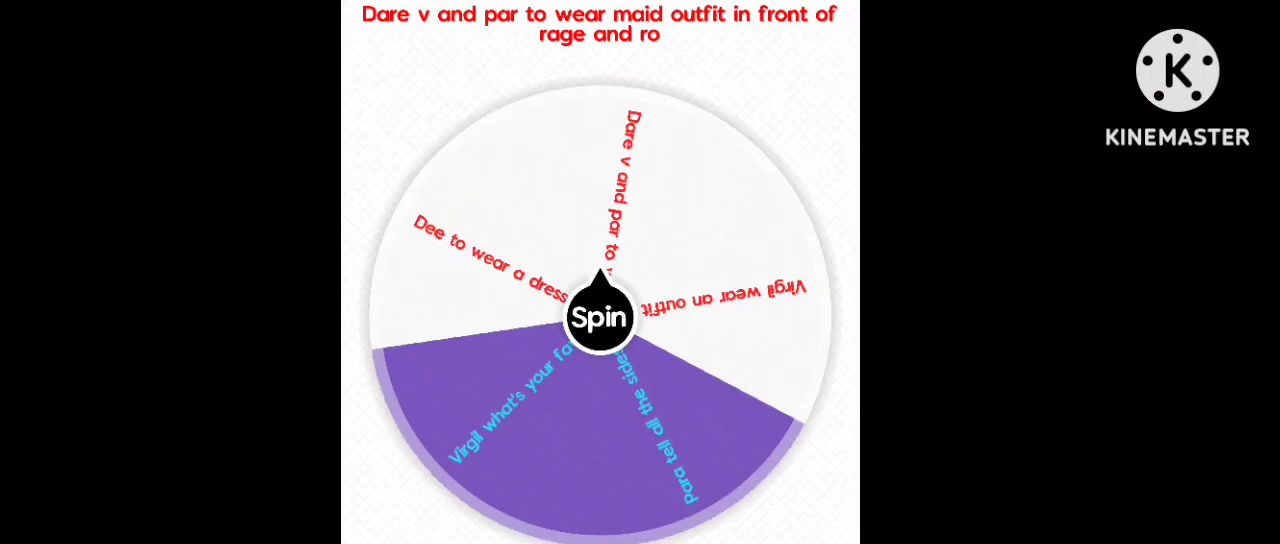 Dare v and par to wear maid outfit in front of
rage and ro
KINEMASTER
Dare v and par to
Dee to wear a dress
Virgil wear an outfit
Spin
Virgil what's your
Para tell all the